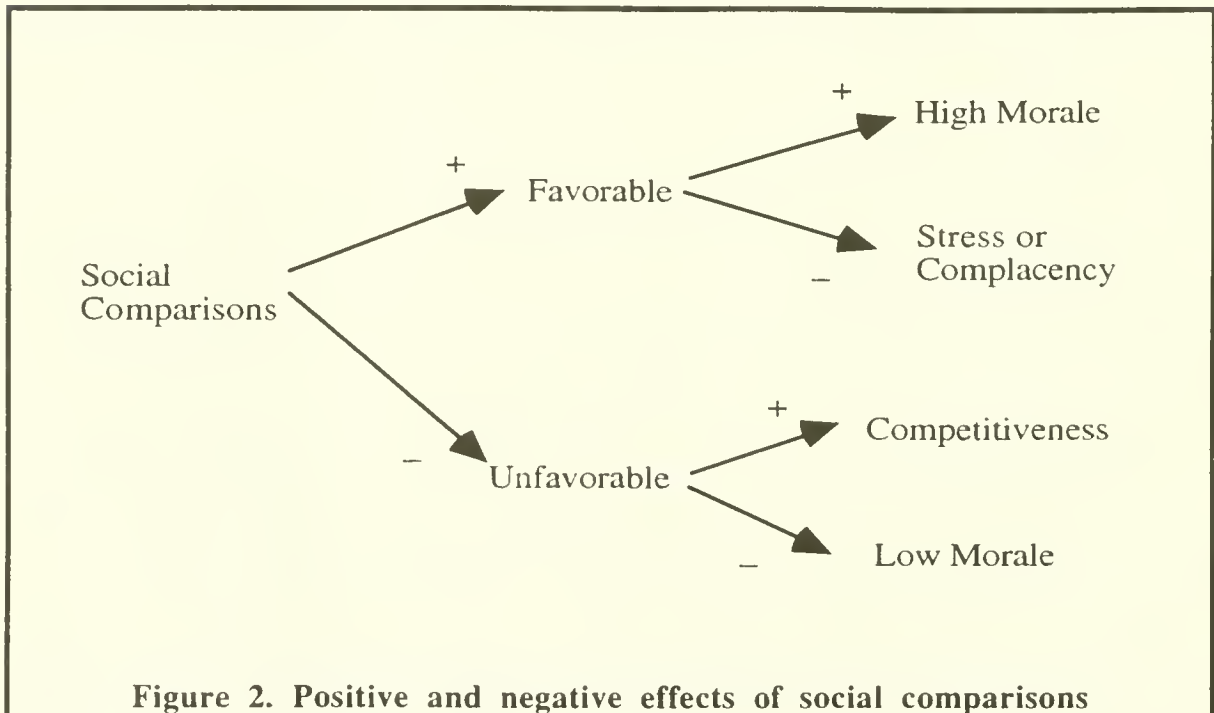 +
High Morale
+
Favorable
Stress or
Complacency
–
Social
Comparisons
+
Competitiveness
–
Unfavorable
Low Morale
–
Figure 2. Positive and negative effects of social comparisons